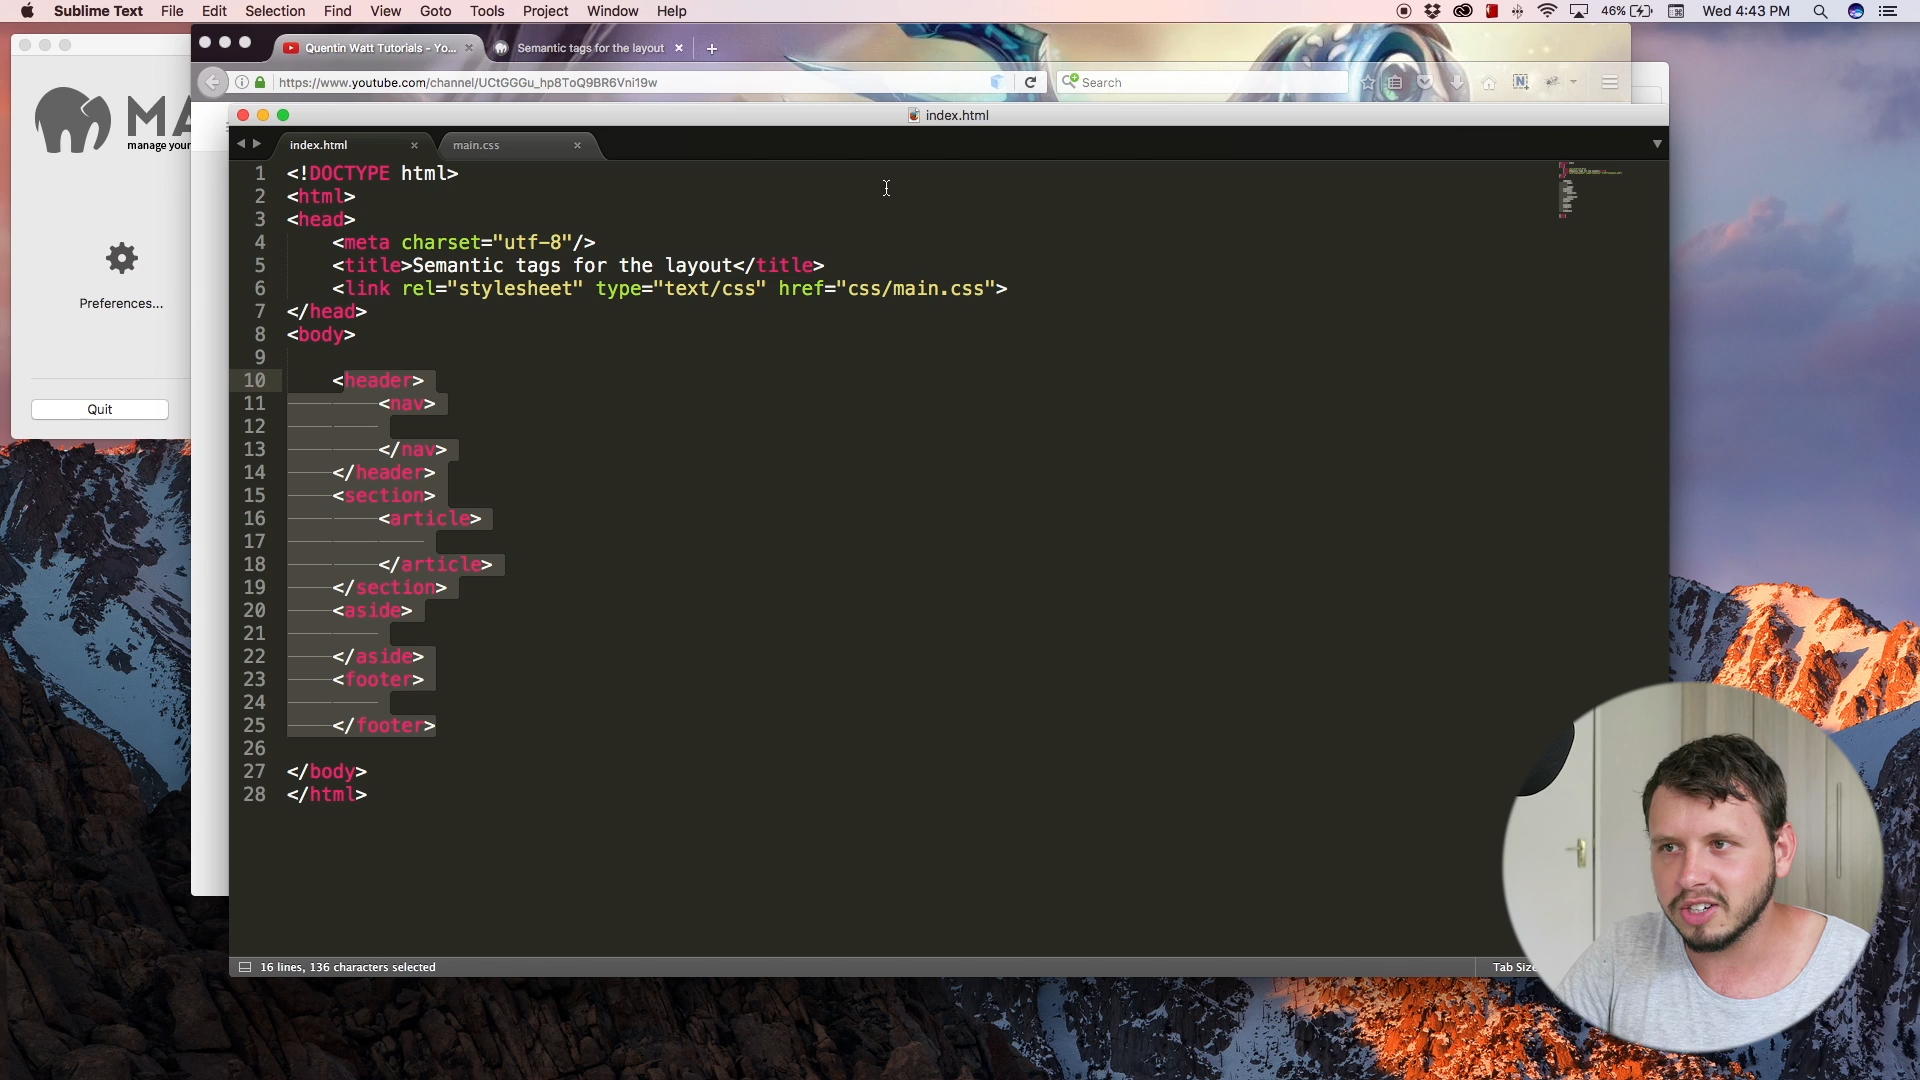 Sublime Text File Edit Selection Find View Goto Tools Project Window Help
46% Wed 4:43 PM
Quentin Watt Tutorials - Yo...
Semantic tags for the layout
https://www.youtube.com/channel/UCtGGGu_hp8ToQ9BR6Vni19w
Search
MA
manage your
Preferences...
Quit
index.html
index.html
main.css
1 <!DOCTYPE html>
2 <html>
3 <head>
4 <meta charset="utf-8"/>
5 <title>Semantic tags for the layout</title>
6 <link rel="stylesheet" type="text/css" href="css/main.css">
7 </head>
8 <body>
9
10 <header>
11 <nav>
12
13 </nav>
14 </header>
15 <section>
16 <article>
17
18 </article>
19 </section>
20 <aside>
21
22 </aside>
23 <footer>
24
25 </footer>
26
27 </body>
28 </html>
16 lines, 136 characters selected
Tab Size